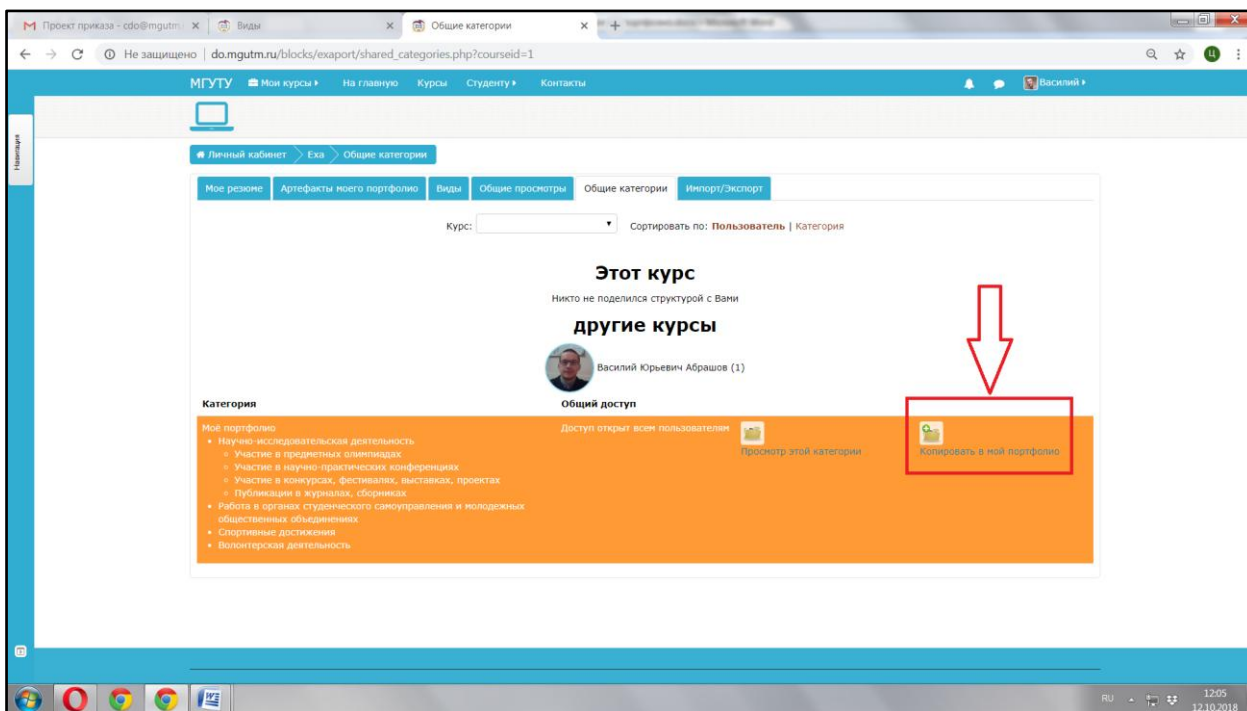 Проект приказа - cdo@mgutm
Виды
Общие категории
Не защищено | do.mgutm.ru/blocks/exaport/shared_categories.php?courseid=1
Ц
МГУТУ Мои курсы На главную Курсы Студенту Контакты Василий
Навигация
Личный кабинет Exa Общие категории
Мое резюме Артефакты моего портфолио Виды Общие просмотры Общие категории Импорт/Экспорт
Курс: Сортировать по: Пользователь | Категория
Этот курс
Никто не поделился структурой с Вами
другие курсы
Василий Юрьевич Абрашов (1)
Категория Общий доступ
Моё портфолио Доступ открыт всем пользователям
Просмотр этой категории Копировать в мой портфолио
Научно-исследовательская деятельность
Участие в предметных олимпиадах
Участие в научно-практических конференциях
Участие в конкурсах, фестивалях, выставках, проектах
Публикации в журналах, сборниках
Работа в органах студенческого самоуправления и молодежных
общественных объединениях
Спортивные достижения
Волонтерская деятельность
RU 12:05
12.10.2018